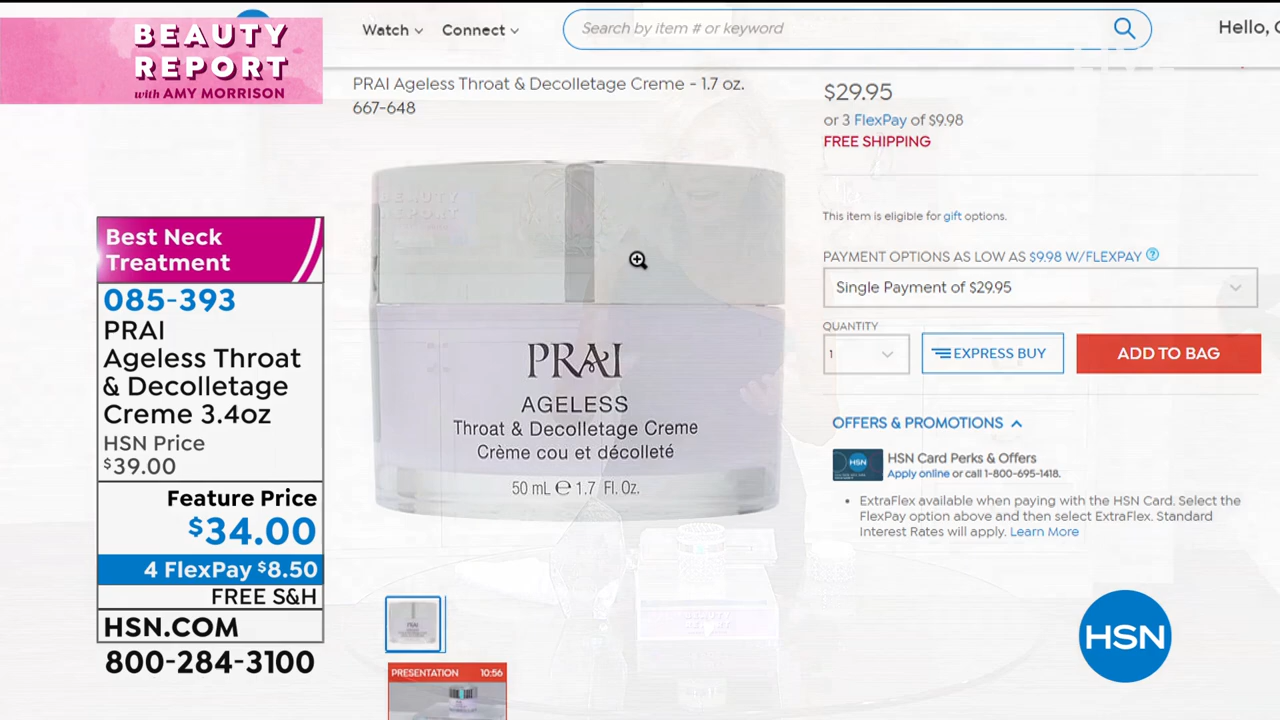 BEAUTY
REPORT
with AMY MORRISON
Watch
Connect
Search by item # or keyword
Hello,
PRAI Ageless Throat & Decolletage Creme - 1.7 oz.
667-648
$29.95
or 3 FlexPay of $9.98
FREE SHIPPING
This item is eligible for gift options.
PAYMENT OPTIONS AS LOW AS $9.98 W/FLEXPAY ?
Single Payment of $29.95
QUANTITY
1
EXPRESS BUY
ADD TO BAG
OFFERS & PROMOTIONS
HSN
HSN Card Perks & Offers
Apply online or call 1-800-695-1418.
• ExtraFlex available when paying with the HSN Card. Select the
FlexPay option above and then select ExtraFlex. Standard
Interest Rates will apply. Learn More
PRAI
AGELESS
Throat & Decolletage Creme
Crème cou et décolleté
50 mL ℮ 1.7 Fl. Oz.
BEAUTY
REPORT
PRAI
PRESENTATION 10:56
BEAUTY
REPORT
Best Neck
Treatment
085-393
PRAI
Ageless Throat
& Decolletage
Creme 3.4oz
HSN Price
$39.00
Feature Price
$34.00
4 FlexPay $8.50
FREE S&H
HSN.COM
800-284-3100
HSN